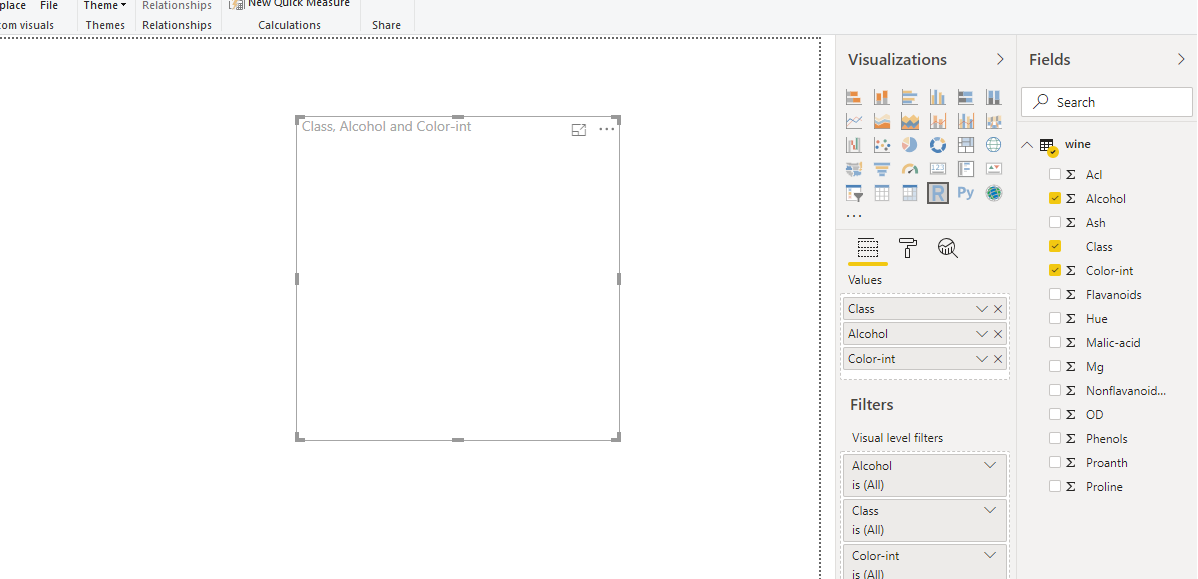 place File
Theme
Relationships
New Quick Measure
om visuals
Themes
Relationships
Calculations
Share
Class, Alcohol and Color-int
Visualizations
123
R
Py
Values
Class
Alcohol
Color-int
Filters
Visual level filters
Alcohol
is (All)
Class
is (All)
Color-int
is (All)
Fields
Search
wine
Σ Acl
Σ Alcohol
Σ Ash
Class
Σ Color-int
Σ Flavanoids
Σ Hue
Σ Malic-acid
Σ Mg
Σ Nonflavanoid...
Σ OD
Σ Phenols
Σ Proanth
Σ Proline